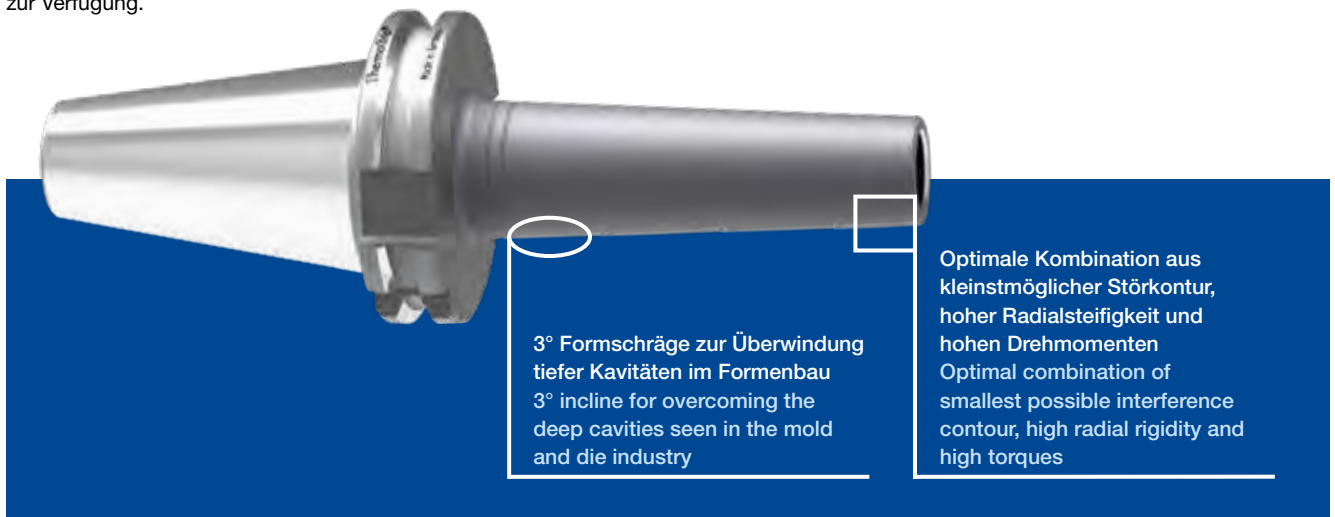 zur Verfügung.
3° Formschräge zur Überwindung
tiefer Kavitäten im Formenbau
3° incline for overcoming the
deep cavities seen in the mold
and die industry
Optimale Kombination aus
kleinstmöglicher Störkontur,
hoher Radialsteifigkeit und
hohen Drehmomenten
Optimal combination of
smallest possible interference
contour, high radial rigidity and
high torques